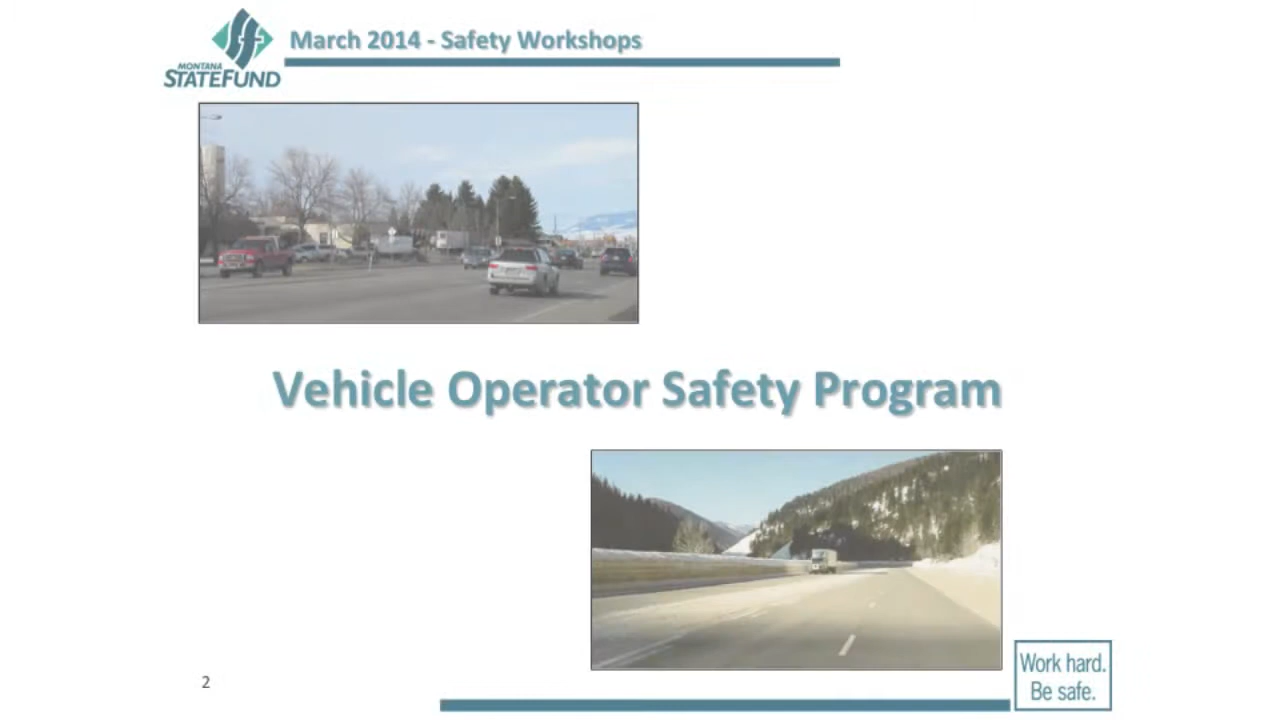 March 2014 - Safety Workshops
MONTANA
STATEFUND
Vehicle Operator Safety Program
Work hard.
Be safe.
2